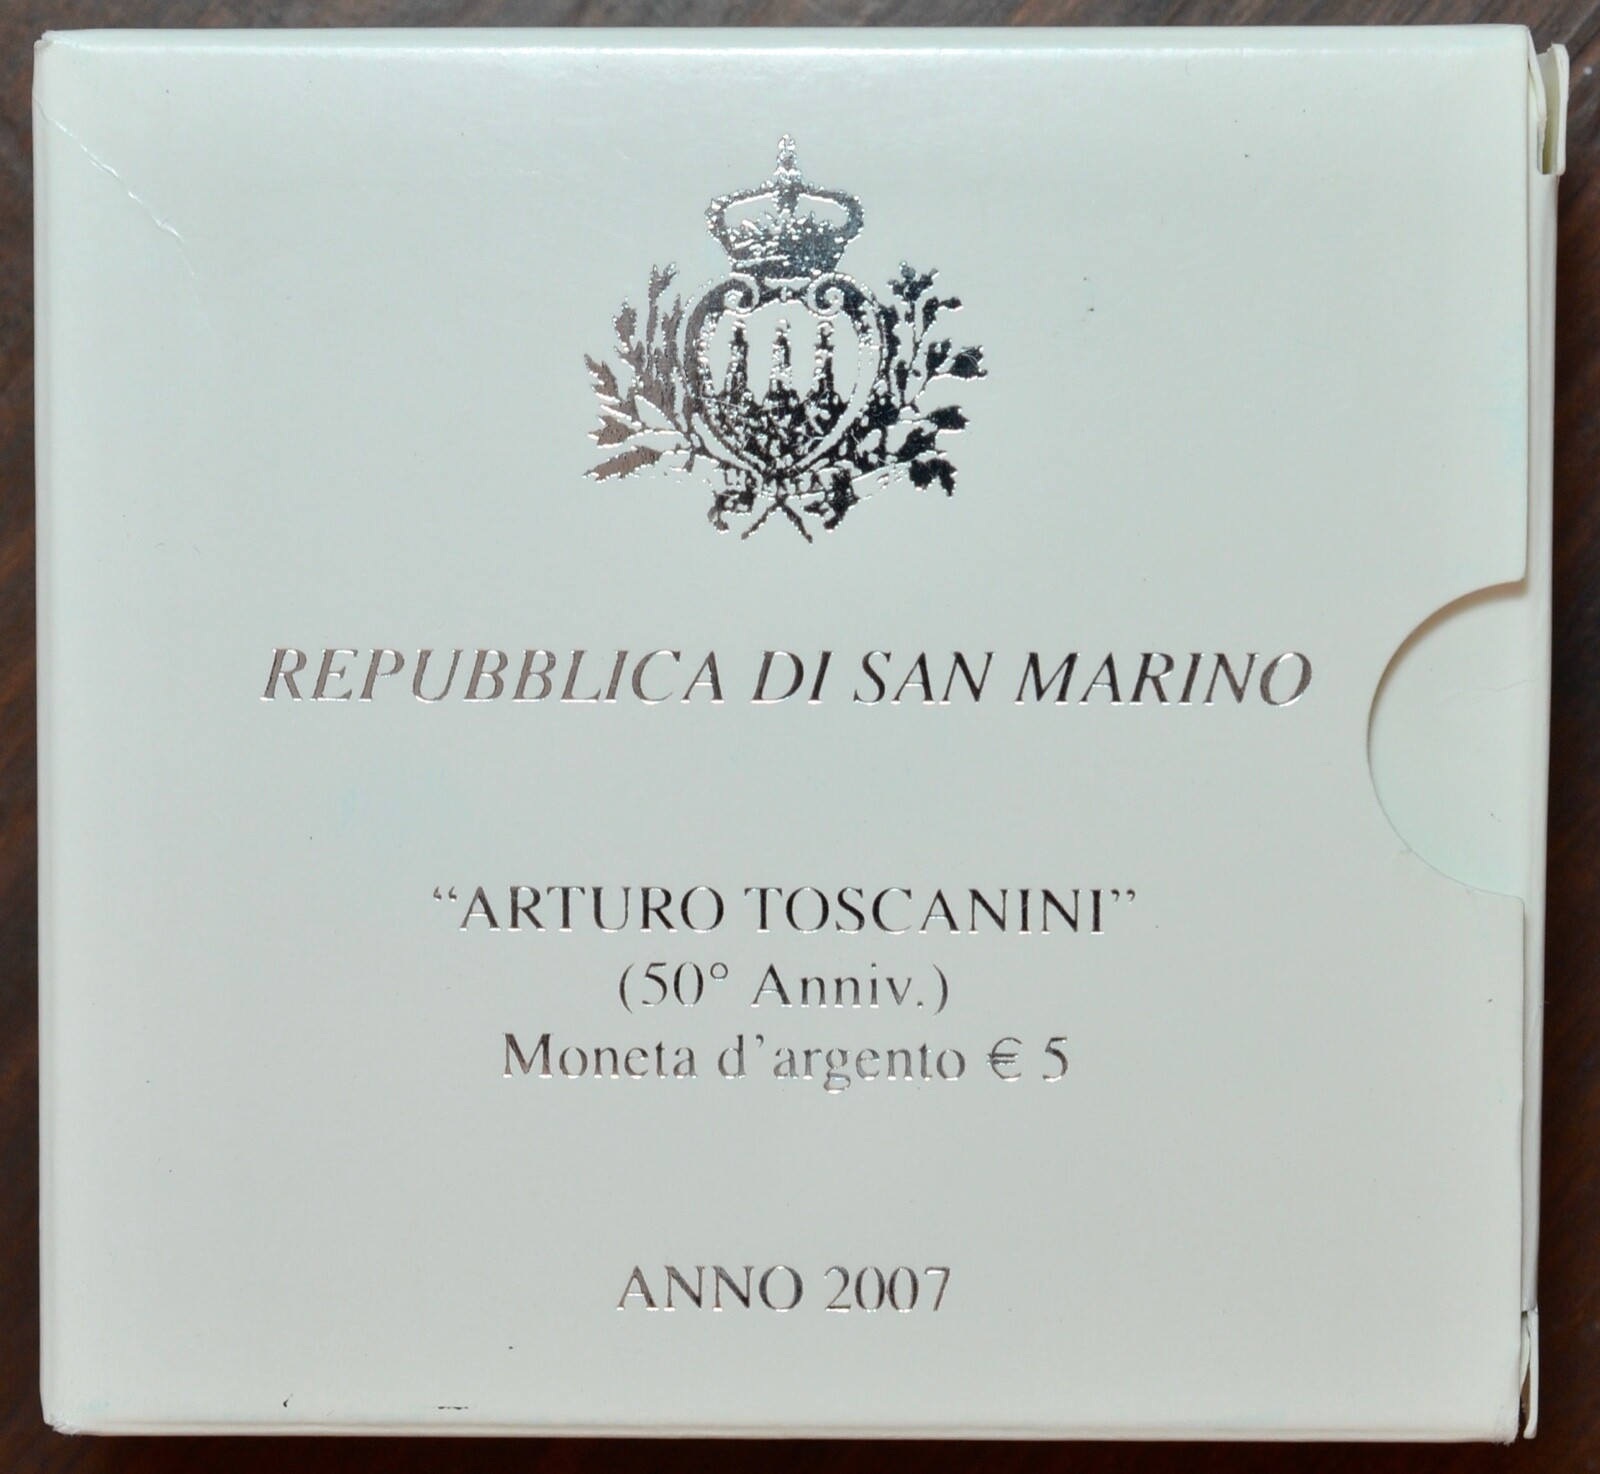 REPUBBLICA DI SAN MARINO
“ARTURO TOSCANINI”
(50° Anniv.)
Moneta d’argento € 5
ANNO 2007